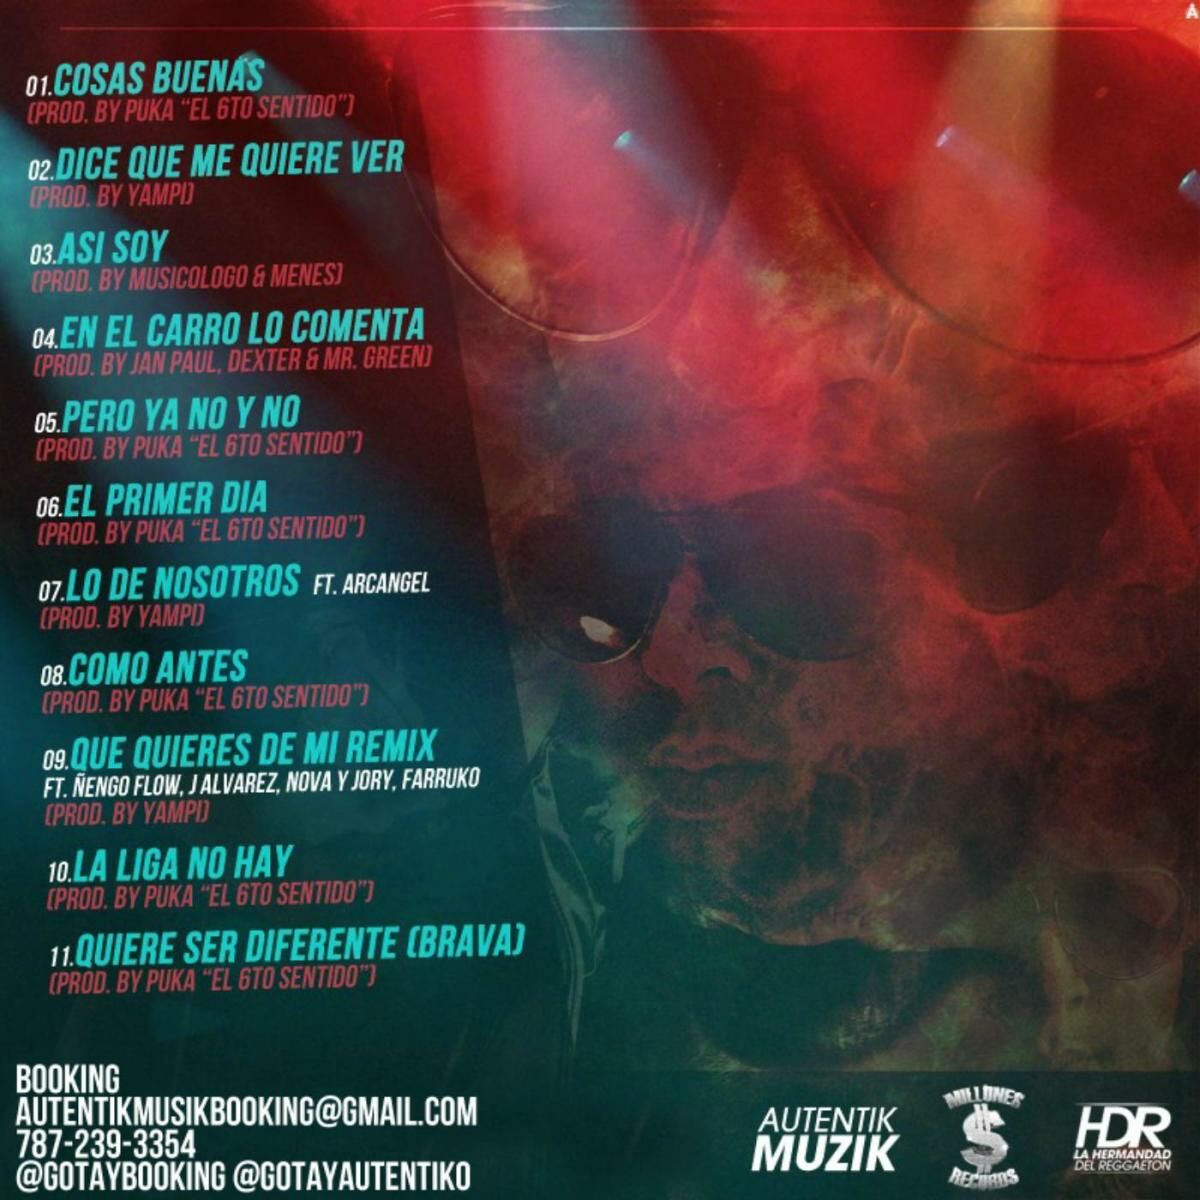 01.COSAS BUENAS
(PROD. BY PUKA "EL 6TO SENTIDO")
02.DICE QUE ME QUIERE VER
(PROD. BY YAMPI)
03.ASI SOY
(PROD. BY MUSICOLOGO & MENES)
04.EN EL CARRO LO COMENTA
(PROD. BY JAN PAUL, DEXTER & MR. GREEN)
05.PERO YA NO Y NO
(PROD. BY PUKA "EL 6TO SENTIDO")
06.EL PRIMER DIA
(PROD. BY PUKA "EL 6TO SENTIDO")
07.LO DE NOSOTROS FT. ARCANGEL
(PROD. BY YAMPI)
08.COMO ANTES
(PROD. BY PUKA "EL 6TO SENTIDO")
09.QUE QUIERES DE MI REMIX
FT. ÑENGO FLOW, J ALVAREZ, NOVA Y JORY, FARRUKO
(PROD. BY YAMPI)
10.LA LIGA NO HAY
(PROD. BY PUKA "EL 6TO SENTIDO")
11.QUIERE SER DIFERENTE (BRAVA)
(PROD. BY PUKA "EL 6TO SENTIDO")
BOOKING
AUTENTIKMUSIKBOOKING@GMAIL.COM
787-239-3354
@GOTAYBOOKING @GOTAYAUTENTIKO
AUTENTIK
MUZIK
MILLONES
$
RECORDS
HDR
LA HERMANDAD
DEL REGGAETON